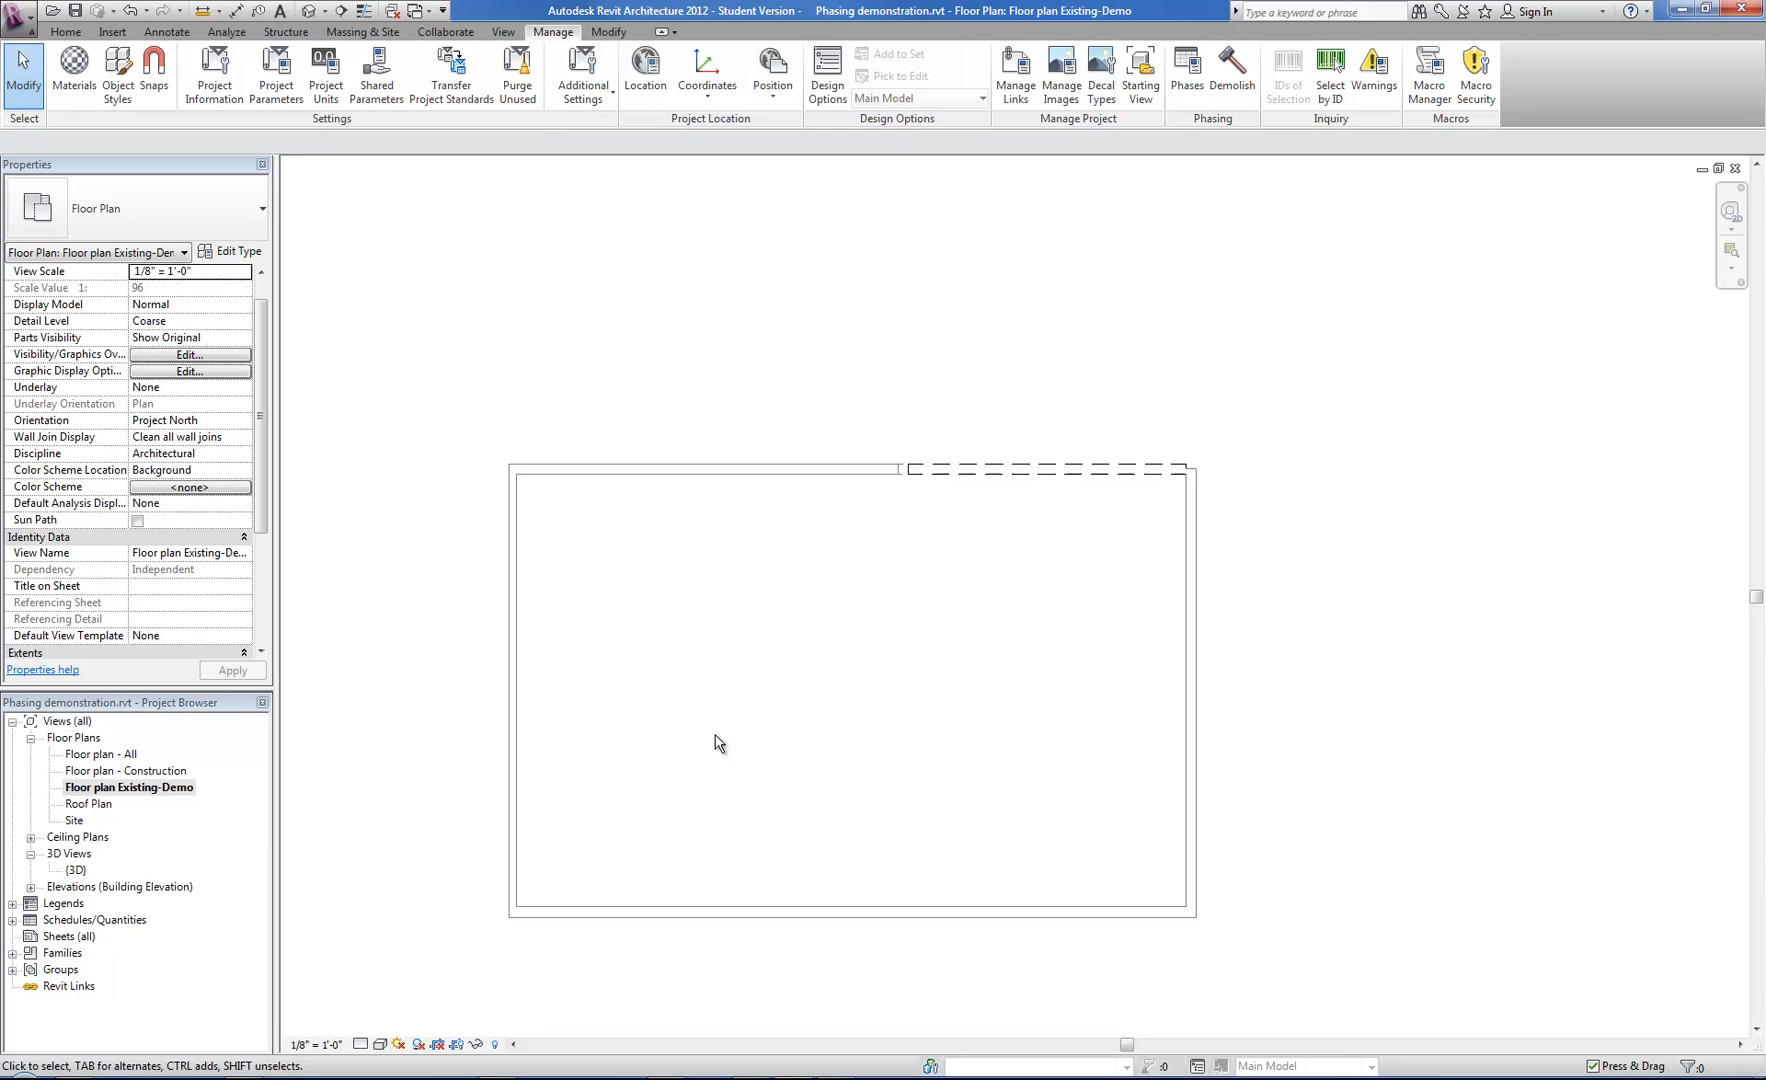 Autodesk Revit Architecture 2012 - Student Version - Phasing demonstration.rvt - Floor Plan: Floor plan Existing-Demo
Type a keyword or phrase
Sign In
Home Insert Annotate Analyze Structure Massing & Site Collaborate View Manage Modify
Modify
Materials
Object Styles
Snaps
Project Information
Project Parameters
Project Units
Shared Parameters
Transfer Project Standards
Purge Unused
Additional Settings
Location
Coordinates
Position
Design Options
Add to Set
Pick to Edit
Main Model
Manage Links
Manage Images
Decal Types
Starting View
Phases
Demolish
IDs of Selection
Select by ID
Warnings
Macro Manager
Macro Security
Select Settings Project Location Design Options Manage Project Phasing Inquiry Macros
Properties
Floor Plan
Floor Plan: Floor plan Existing-Der Edit Type
View Scale 1/8" = 1'-0"
Scale Value 1: 96
Display Model Normal
Detail Level Coarse
Parts Visibility Show Original
Visibility/Graphics Ov... Edit...
Graphic Display Opti... Edit...
Underlay None
Underlay Orientation Plan
Orientation Project North
Wall Join Display Clean all wall joins
Discipline Architectural
Color Scheme Location Background
Color Scheme <none>
Default Analysis Displ... None
Sun Path
Identity Data
View Name Floor plan Existing-De...
Dependency Independent
Title on Sheet
Referencing Sheet
Referencing Detail
Default View Template None
Extents
Properties help Apply
Phasing demonstration.rvt - Project Browser
Views (all)
Floor Plans
Floor plan - All
Floor plan - Construction
Floor plan Existing-Demo
Roof Plan
Site
Ceiling Plans
3D Views
{3D}
Elevations (Building Elevation)
Legends
Schedules/Quantities
Sheets (all)
Families
Groups
Revit Links
2D
1/8" = 1'-0"
Click to select, TAB for alternates, CTRL adds, SHIFT unselects. :0 Main Model Press & Drag :0